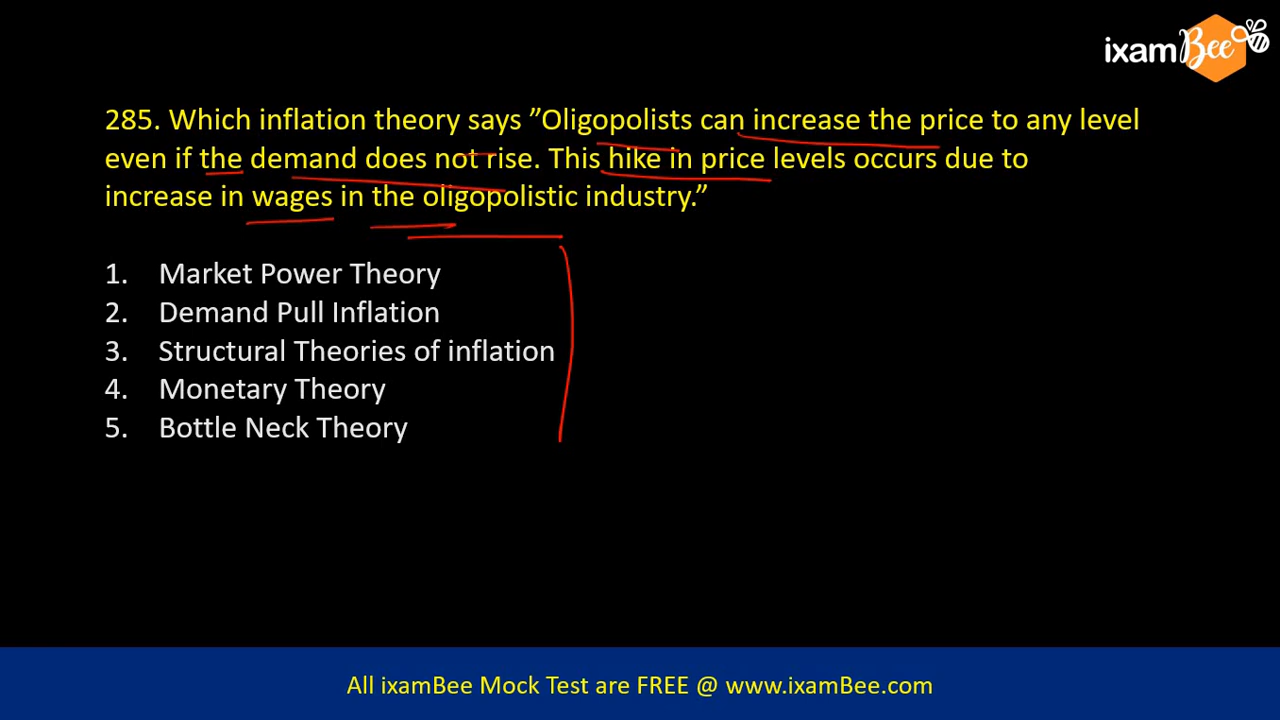 ixamBee
285. Which inflation theory says ”Oligopolists can increase the price to any level
even if the demand does not rise. This hike in price levels occurs due to
increase in wages in the oligopolistic industry.”
1. Market Power Theory
2. Demand Pull Inflation
3. Structural Theories of inflation
4. Monetary Theory
5. Bottle Neck Theory
All ixamBee Mock Test are FREE @ www.ixamBee.com